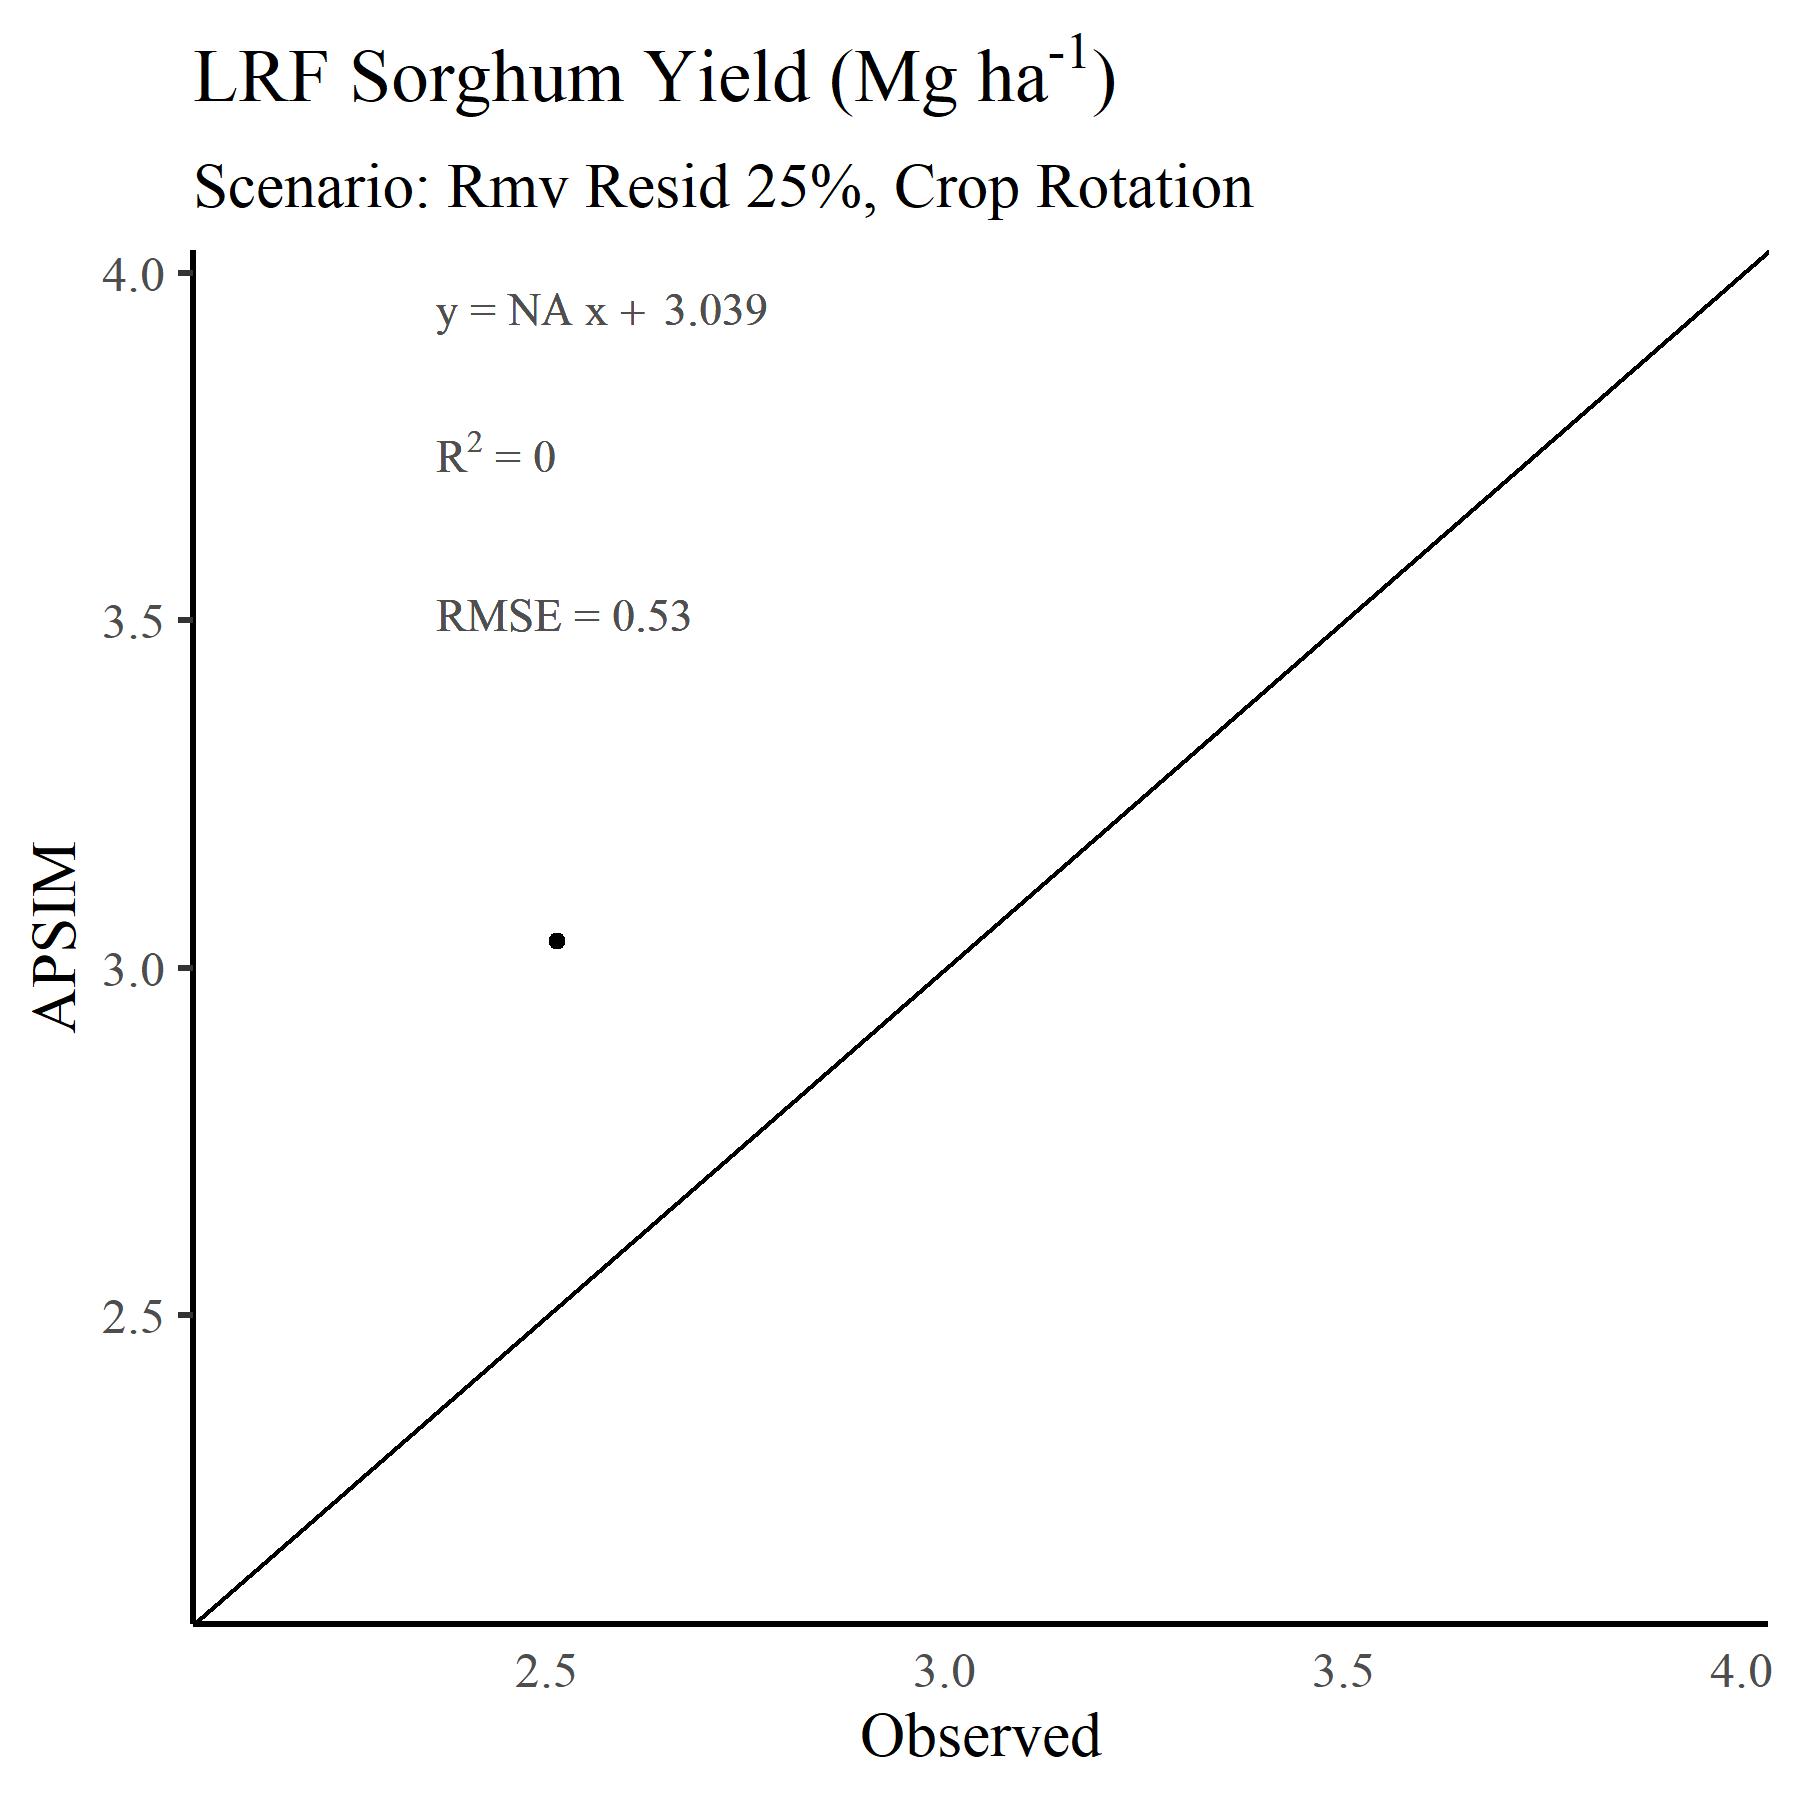 LRF Sorghum Yield (Mg ha⁻¹)
Scenario: Rmv Resid 25%, Crop Rotation
4.0
y = NA x + 3.039
R² = 0
3.5
RMSE = 0.53
APSIM
3.0
2.5
2.5 3.0 3.5 4.0
Observed